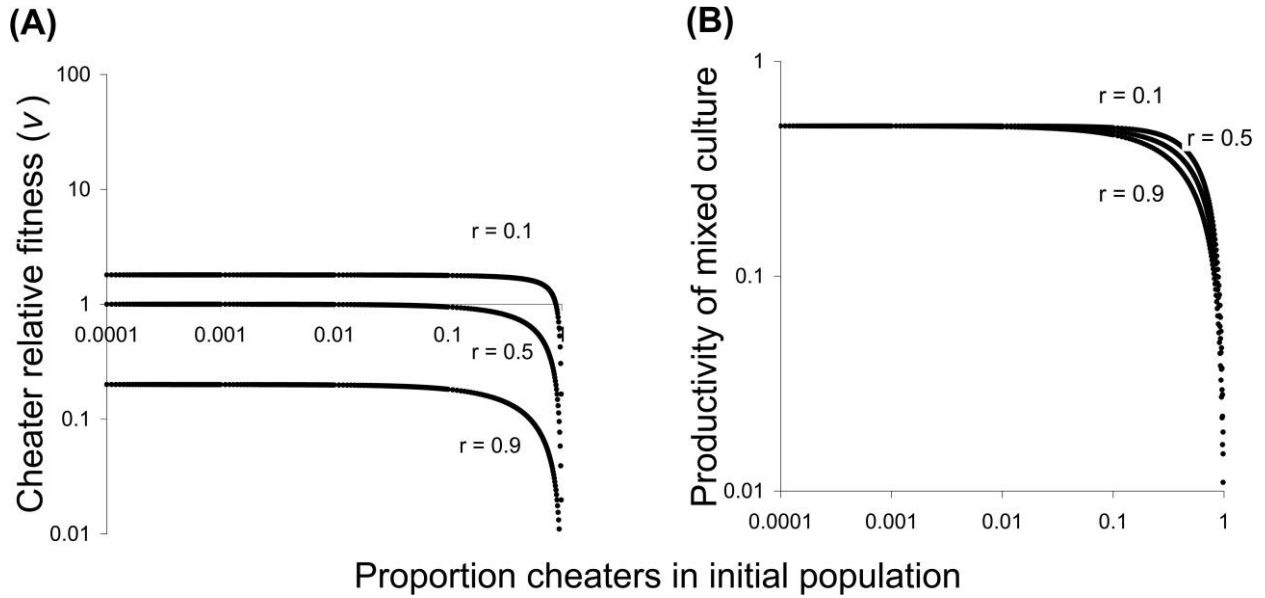 (A)
Cheater relative fitness (v)
100
10
1
0.1
0.01
0.0001
0.001
0.01
0.1
r = 0.1
r = 0.5
r = 0.9
(B)
Productivity of mixed culture
1
0.1
0.01
0.0001
0.001
0.01
0.1
1
r = 0.1
r = 0.5
r = 0.9
Proportion cheaters in initial population